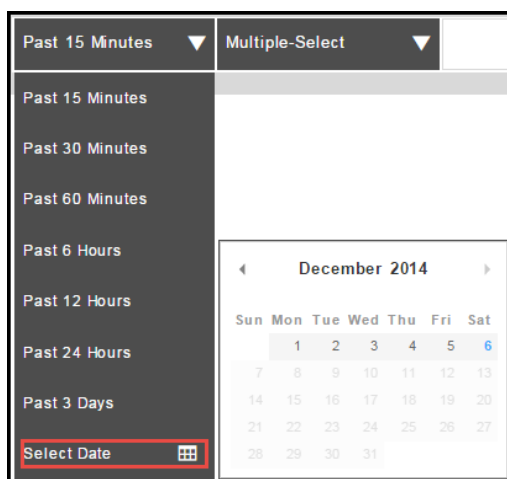 Past 15 Minutes Multiple-Select
Past 15 Minutes
Past 30 Minutes
Past 60 Minutes
Past 6 Hours
Past 12 Hours
Past 24 Hours
Past 3 Days
Select Date
December 2014
Sun Mon Tue Wed Thu Fri Sat
1 2 3 4 5 6
7 8 9 10 11 12 13
14 15 16 17 18 19 20
21 22 23 24 25 26 27
28 29 30 31